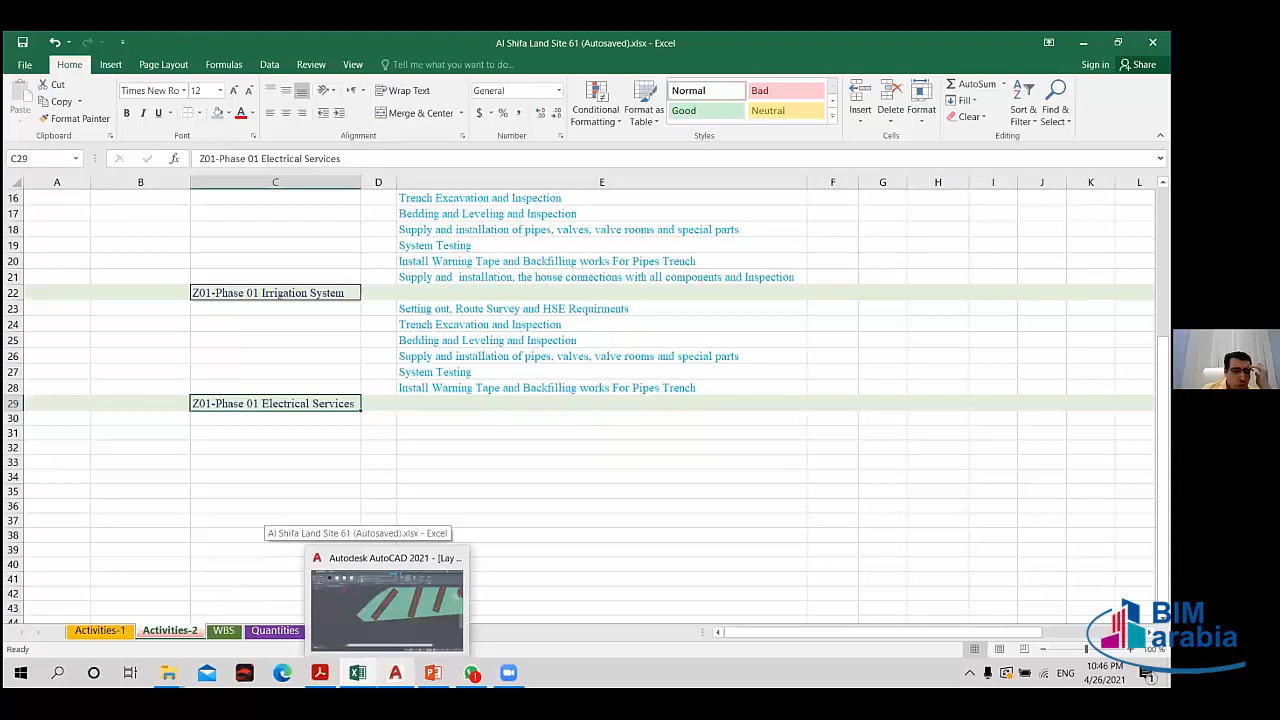 Al Shifa Land Site 61 (Autosaved).xlsx - Excel
File Home Insert Page Layout Formulas Data Review View Tell me what you want to do... Sign in Share
Cut
Copy
Format Painter
Paste
Clipboard
Times New Ro 12
B I U
Font
Wrap Text
Merge & Center
Alignment
General
$ % ,
Number
Conditional Formatting
Format as Table
Normal Bad
Good Neutral
Styles
Insert Delete Format
Cells
AutoSum
Fill
Clear
Sort & Filter
Find & Select
Editing
C29 fx Z01-Phase 01 Electrical Services
A B C D E F G H I J K L
16 Trench Excavation and Inspection
17 Bedding and Leveling and Inspection
18 Supply and installation of pipes, valves, valve rooms and special parts
19 System Testing
20 Install Warning Tape and Backfilling works For Pipes Trench
21 Supply and installation, the house connections with all components and Inspection
22 Z01-Phase 01 Irrigation System
23 Setting out, Route Survey and HSE Requirments
24 Trench Excavation and Inspection
25 Bedding and Leveling and Inspection
26 Supply and installation of pipes, valves, valve rooms and special parts
27 System Testing
28 Install Warning Tape and Backfilling works For Pipes Trench
29 Z01-Phase 01 Electrical Services
30
31
32
33
34
35
36
37
38
39
40
41
42
43
Al Shifa Land Site 61 (Autosaved).xlsx - Excel
Autodesk AutoCAD 2021 - [Lay ...
Activities-1 Activities-2 WBS Quantities
Ready
100 %
BIM
arabia
ENG
10:46 PM
4/26/2021